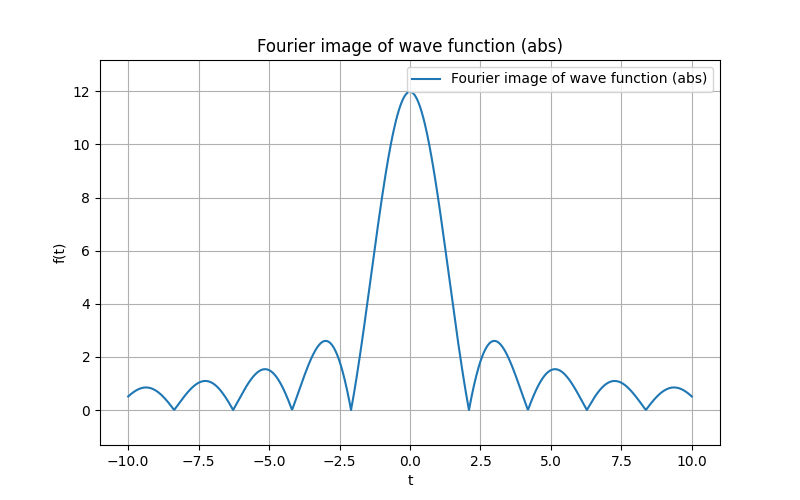 Fourier image of wave function (abs)
Fourier image of wave function (abs)
12
10
8
6
4
2
0
f(t)
−10.0 −7.5 −5.0 −2.5 0.0 2.5 5.0 7.5 10.0
t